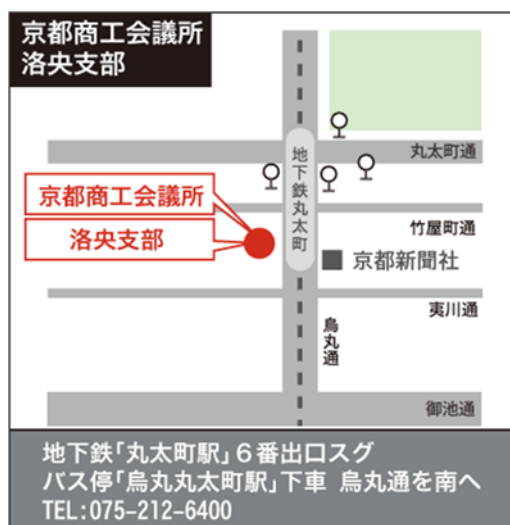 京都商工会議所
洛央支部
丸太町通
地下鉄丸太町
京都商工会議所
洛央支部
竹屋町通
京都新聞社
夷川通
烏丸通
御池通
地下鉄｢丸太町駅｣６番出口スグ
バス停｢烏丸丸太町駅｣下車 烏丸通を南へ
TEL:075-212-6400